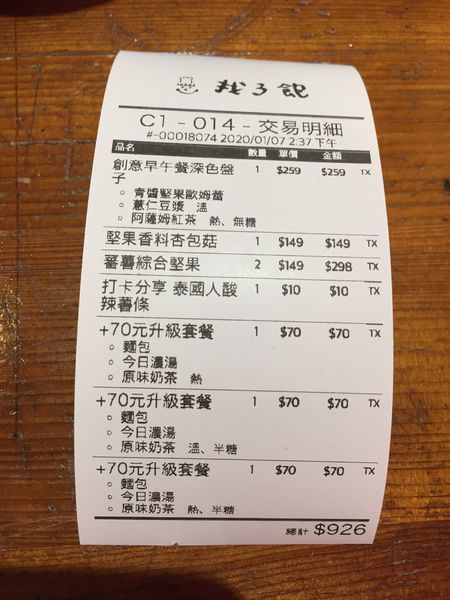 找了飽
C1 - 014 - 交易明細
#-00018074 2020/01/07 2:37 下午
品名 數量 單價 金額
創意早午餐深色盤子 1 $259 $259 TX
○ 青醬堅果歐姆蕾
○ 薏仁豆漿 溫
○ 阿薩姆紅茶 熱、無糖
堅果香料杏包菇 1 $149 $149 TX
蕃薯綜合堅果 2 $149 $298 TX
打卡分享 泰國人酸辣薯條 1 $10 $10 TX
+70元升級套餐 1 $70 $70 TX
○ 麵包
○ 今日濃湯
○ 原味奶茶 熱
+70元升級套餐 1 $70 $70 TX
○ 麵包
○ 今日濃湯
○ 原味奶茶 溫、半糖
+70元升級套餐 1 $70 $70 TX
○ 麵包
○ 今日濃湯
○ 原味奶茶 熱、半糖
總計 $926